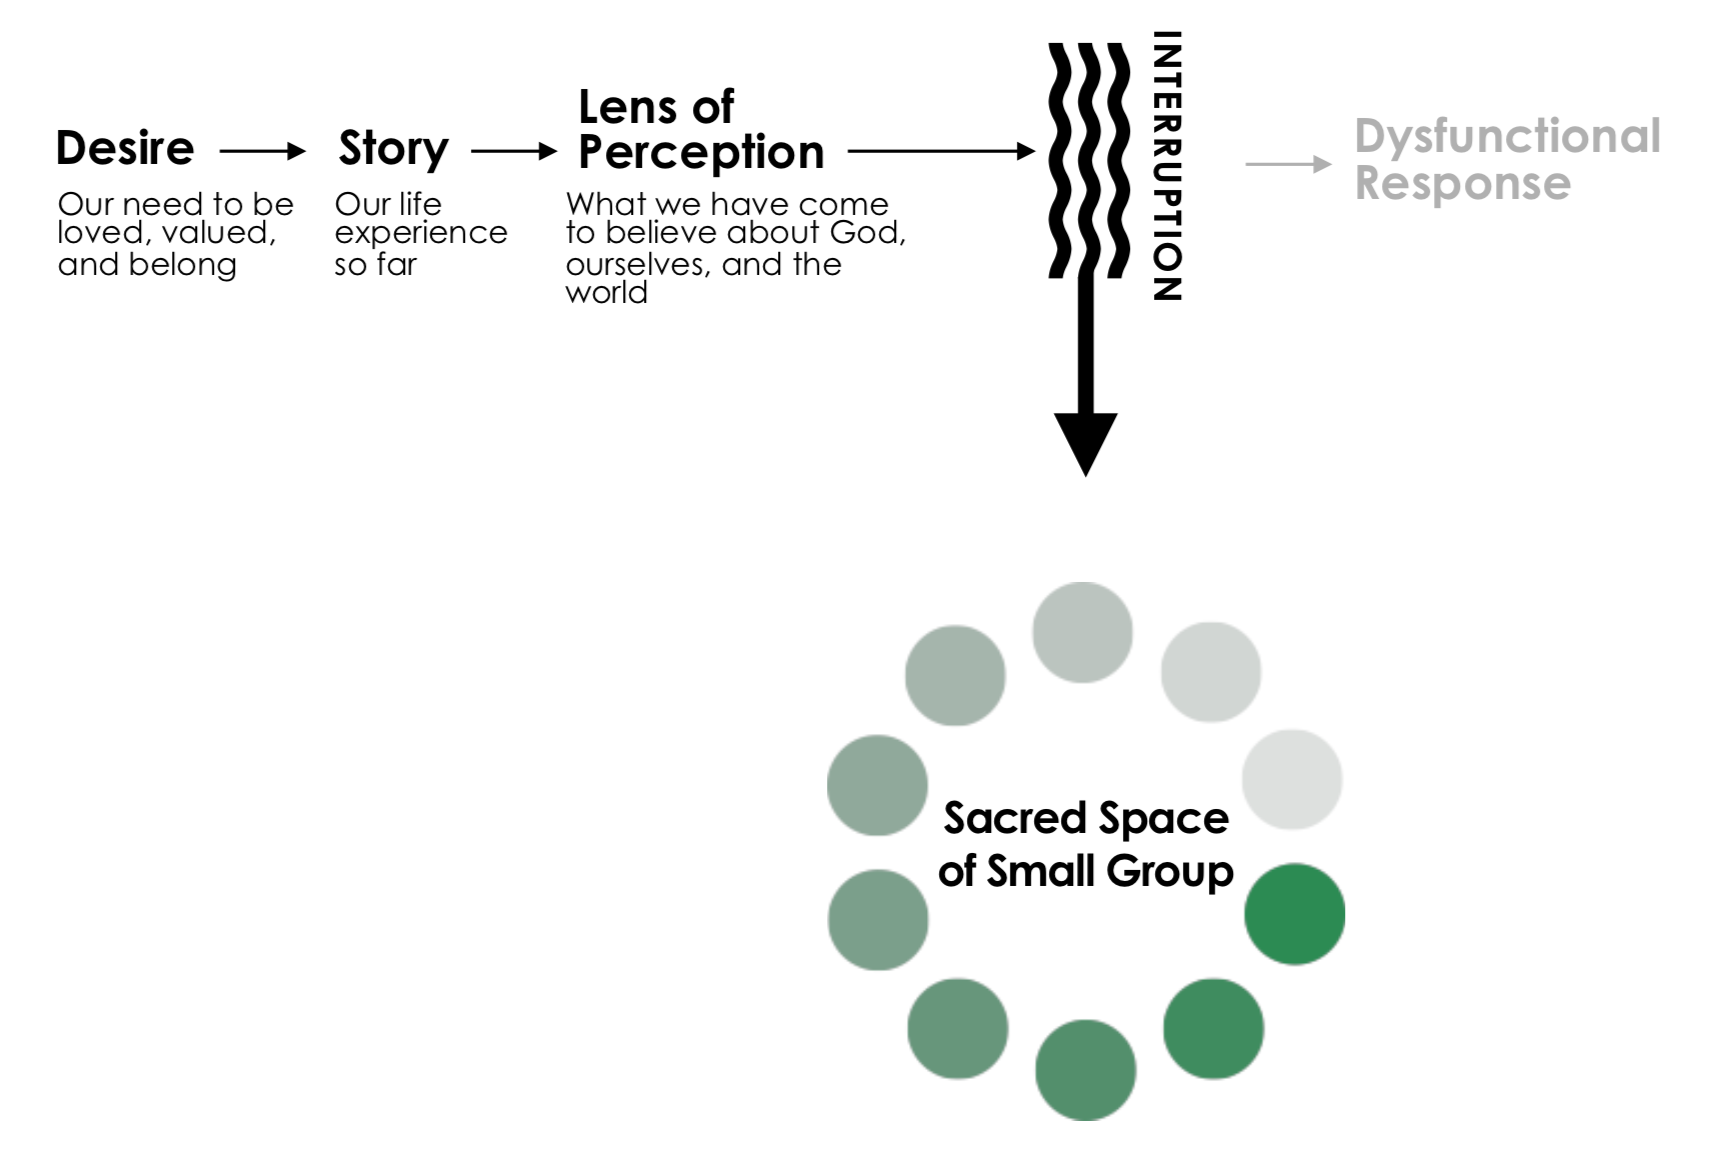 Desire
Our need to be
loved, valued,
and belong
Story
Our life
experience
so far
Lens of
Perception
What we have come
to believe about God,
ourselves, and the
world
INTERRUPTION
Dysfunctional
Response
Sacred Space
of Small Group